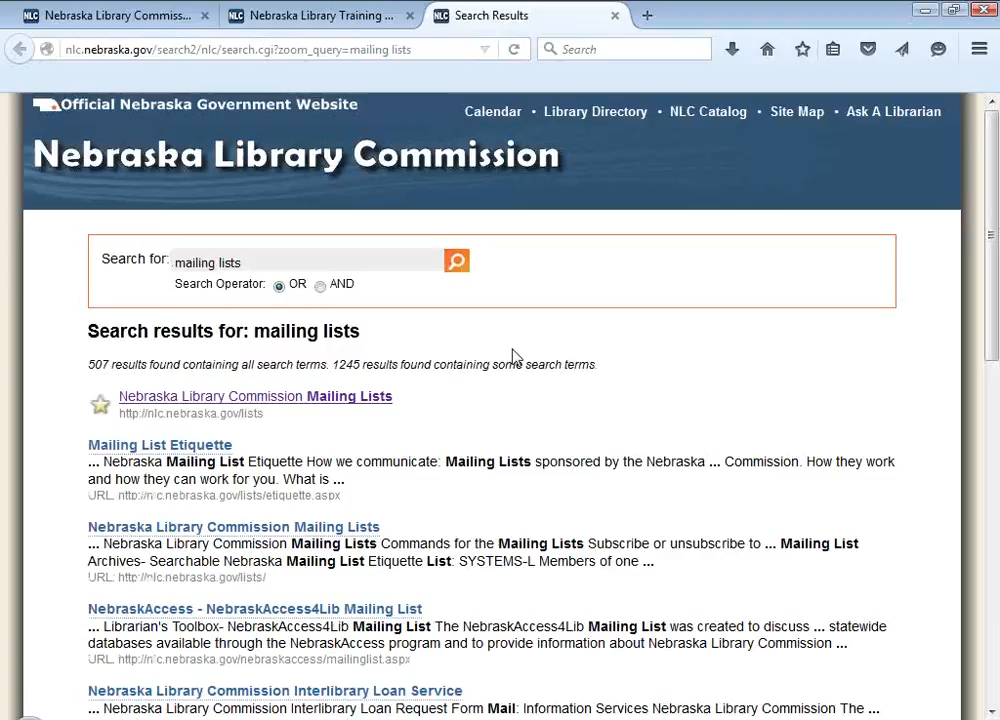 NLC Nebraska Library Commiss... × NLC Nebraska Library Training ... × NLC Search Results × +
nlc.nebraska.gov/search2/nlc/search.cgi?zoom_query=mailing lists Search
Official Nebraska Government Website
Calendar • Library Directory • NLC Catalog • Site Map • Ask A Librarian
Nebraska Library Commission
Search for: mailing lists
Search Operator: OR AND
Search results for: mailing lists
507 results found containing all search terms. 1245 results found containing some search terms.
Nebraska Library Commission Mailing Lists
http://nlc.nebraska.gov/lists
Mailing List Etiquette
... Nebraska Mailing List Etiquette How we communicate: Mailing Lists sponsored by the Nebraska ... Commission. How they work
and how they can work for you. What is ...
URL: http://nlc.nebraska.gov/lists/etiquette.aspx
Nebraska Library Commission Mailing Lists
... Nebraska Library Commission Mailing Lists Commands for the Mailing Lists Subscribe or unsubscribe to ... Mailing List
Archives- Searchable Nebraska Mailing List Etiquette List: SYSTEMS-L Members of one ...
URL: http://nlc.nebraska.gov/lists/
NebraskAccess - NebraskAccess4Lib Mailing List
... Librarian's Toolbox- NebraskAccess4Lib Mailing List The NebraskAccess4Lib Mailing List was created to discuss ... statewide
databases available through the NebraskAccess program and to provide information about Nebraska Library Commission ...
URL: http://nlc.nebraska.gov/nebraskaccess/mailinglist.aspx
Nebraska Library Commission Interlibrary Loan Service
... Nebraska Library Commission Interlibrary Loan Request Form Mail: Information Services Nebraska Library Commission The ...